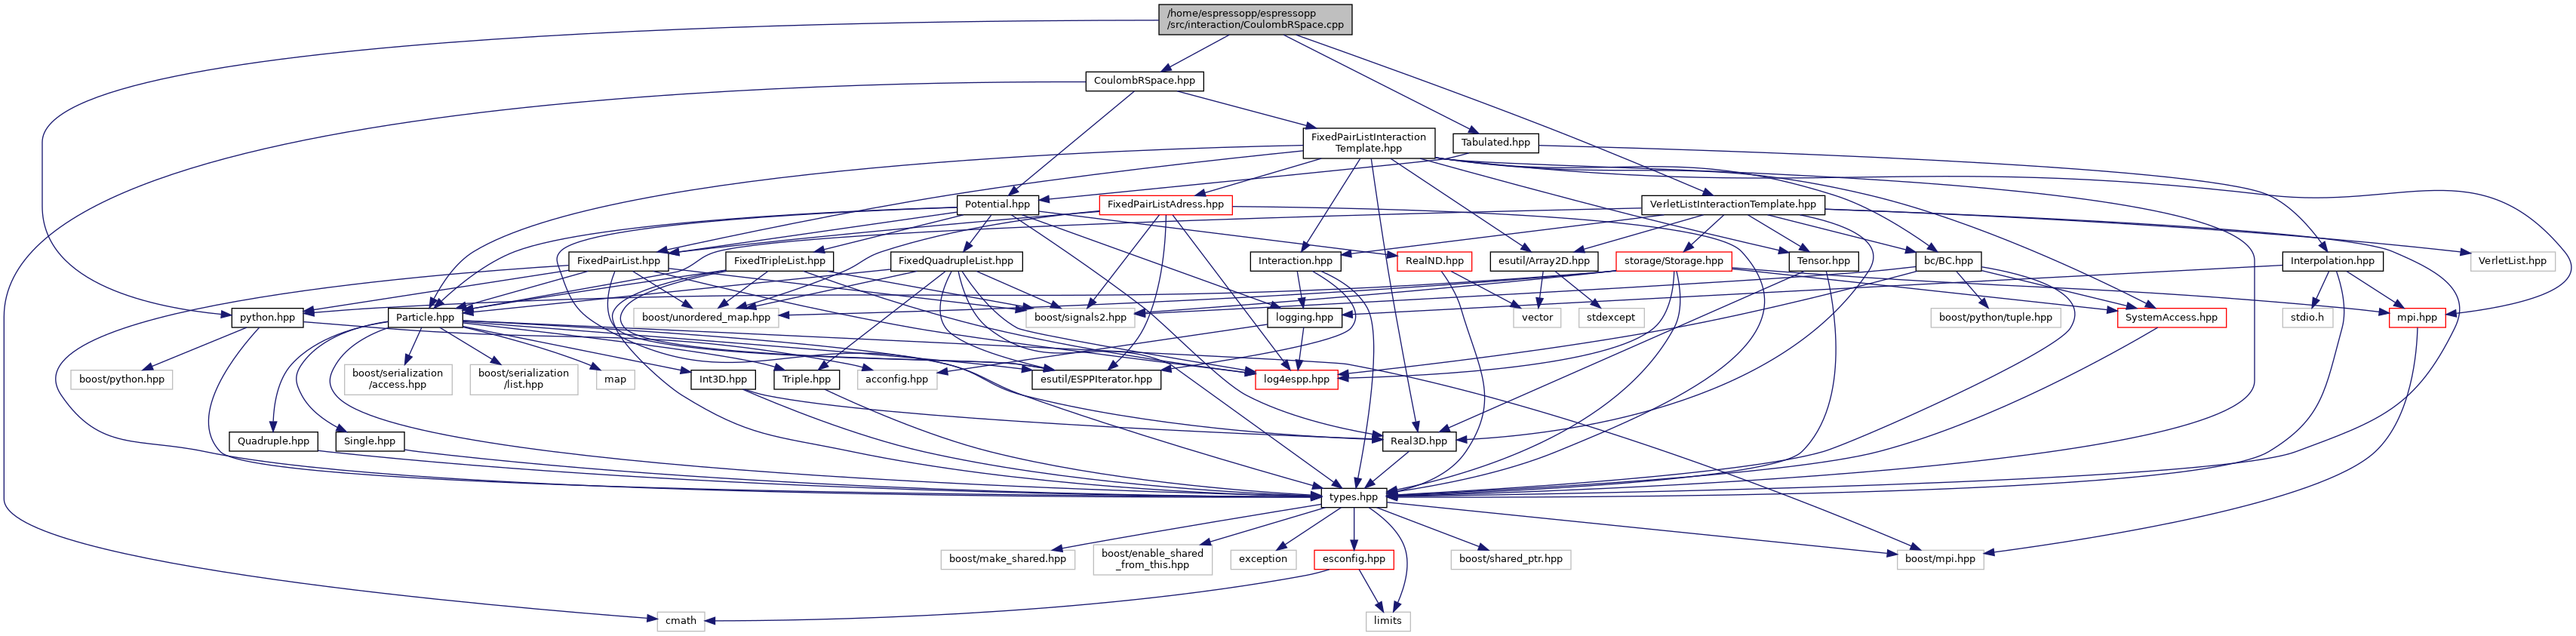 /home/espressopp/espressopp
/src/interaction/CoulombRSpace.cpp
CoulombRSpace.hpp
FixedPairListInteraction
Template.hpp
Tabulated.hpp
Potential.hpp
FixedPairListAdress.hpp
VerletListInteractionTemplate.hpp
FixedPairList.hpp
FixedTripleList.hpp
FixedQuadrupleList.hpp
Interaction.hpp
RealND.hpp
esutil/Array2D.hpp
storage/Storage.hpp
Tensor.hpp
bc/BC.hpp
Interpolation.hpp
VerletList.hpp
python.hpp
Particle.hpp
boost/unordered_map.hpp
boost/signals2.hpp
logging.hpp
vector
stdexcept
boost/python/tuple.hpp
SystemAccess.hpp
stdio.h
mpi.hpp
boost/python.hpp
boost/serialization
/access.hpp
boost/serialization
/list.hpp
map
Int3D.hpp
Triple.hpp
acconfig.hpp
esutil/ESPPIterator.hpp
log4espp.hpp
Quadruple.hpp
Single.hpp
Real3D.hpp
types.hpp
boost/make_shared.hpp
boost/enable_shared
_from_this.hpp
exception
esconfig.hpp
boost/shared_ptr.hpp
boost/mpi.hpp
cmath
limits